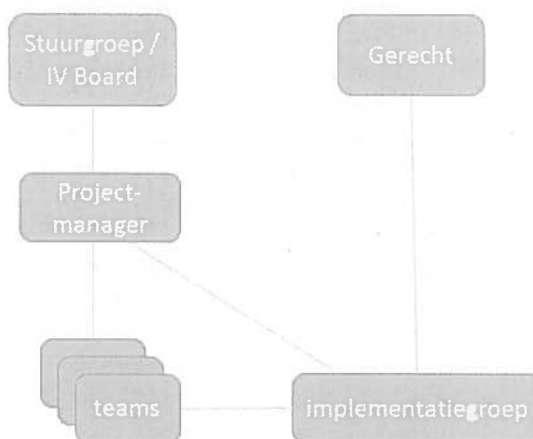 Stuurgroep /
IV Board
Gerecht
Project-
manager
teams
implementatiegroep